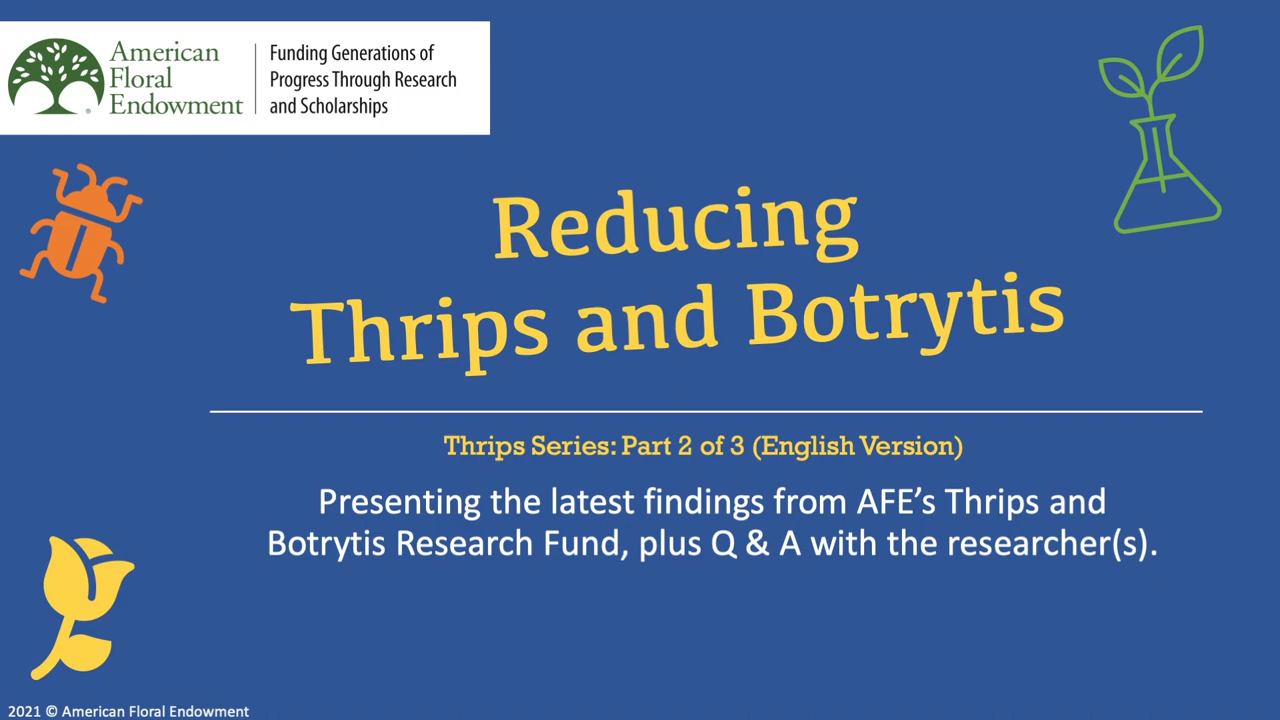 American
Floral
Endowment
Funding Generations of
Progress Through Research
and Scholarships
Reducing
Thrips and Botrytis
Thrips Series: Part 2 of 3 (English Version)
Presenting the latest findings from AFE’s Thrips and
Botrytis Research Fund, plus Q & A with the researcher(s).
2021 © American Floral Endowment